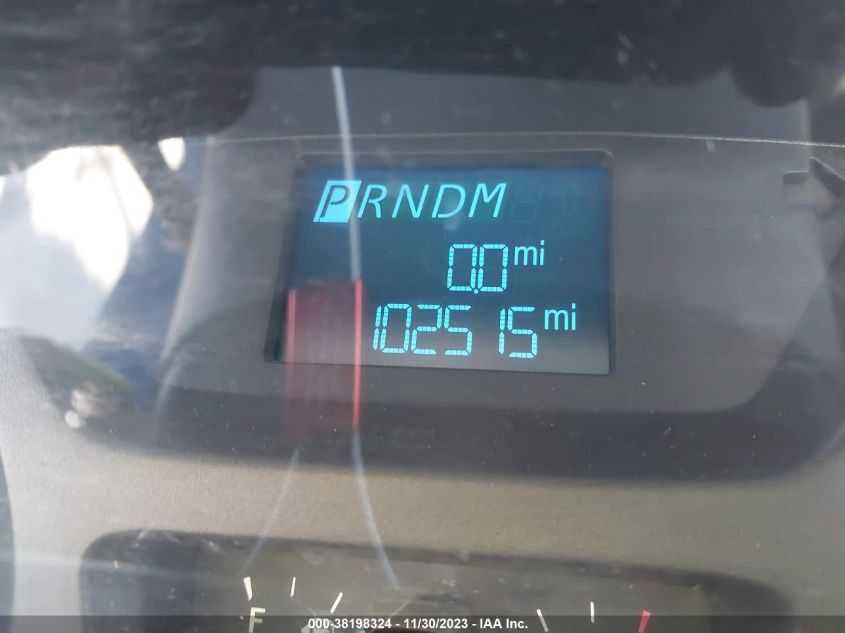 PRNDM
0.0 mi
102515 mi
F
000-38198324 - 11/30/2023 - IAA Inc.